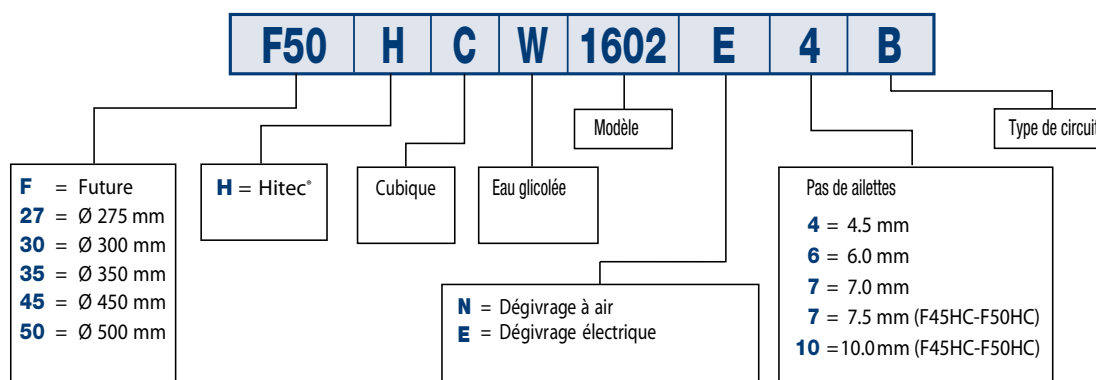 F50 H C W 1602 E 4 B
Modèle
Type de circuit
F = Future
27 = Ø 275 mm
30 = Ø 300 mm
35 = Ø 350 mm
45 = Ø 450 mm
50 = Ø 500 mm
H = Hitec®
Cubique
Eau glicolée
N = Dégivrage à air
E = Dégivrage électrique
Pas de ailettes
4 = 4.5 mm
6 = 6.0 mm
7 = 7.0 mm
7 = 7.5 mm (F45HC-F50HC)
10 =10.0mm (F45HC-F50HC)